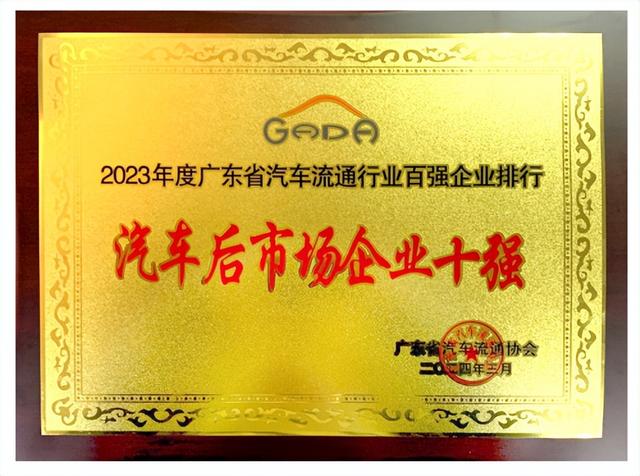 GADA
2023年度广东省汽车流通行业百强企业排行
汽车后市场企业十强
广东省汽车流通协会
二〇二四年三月